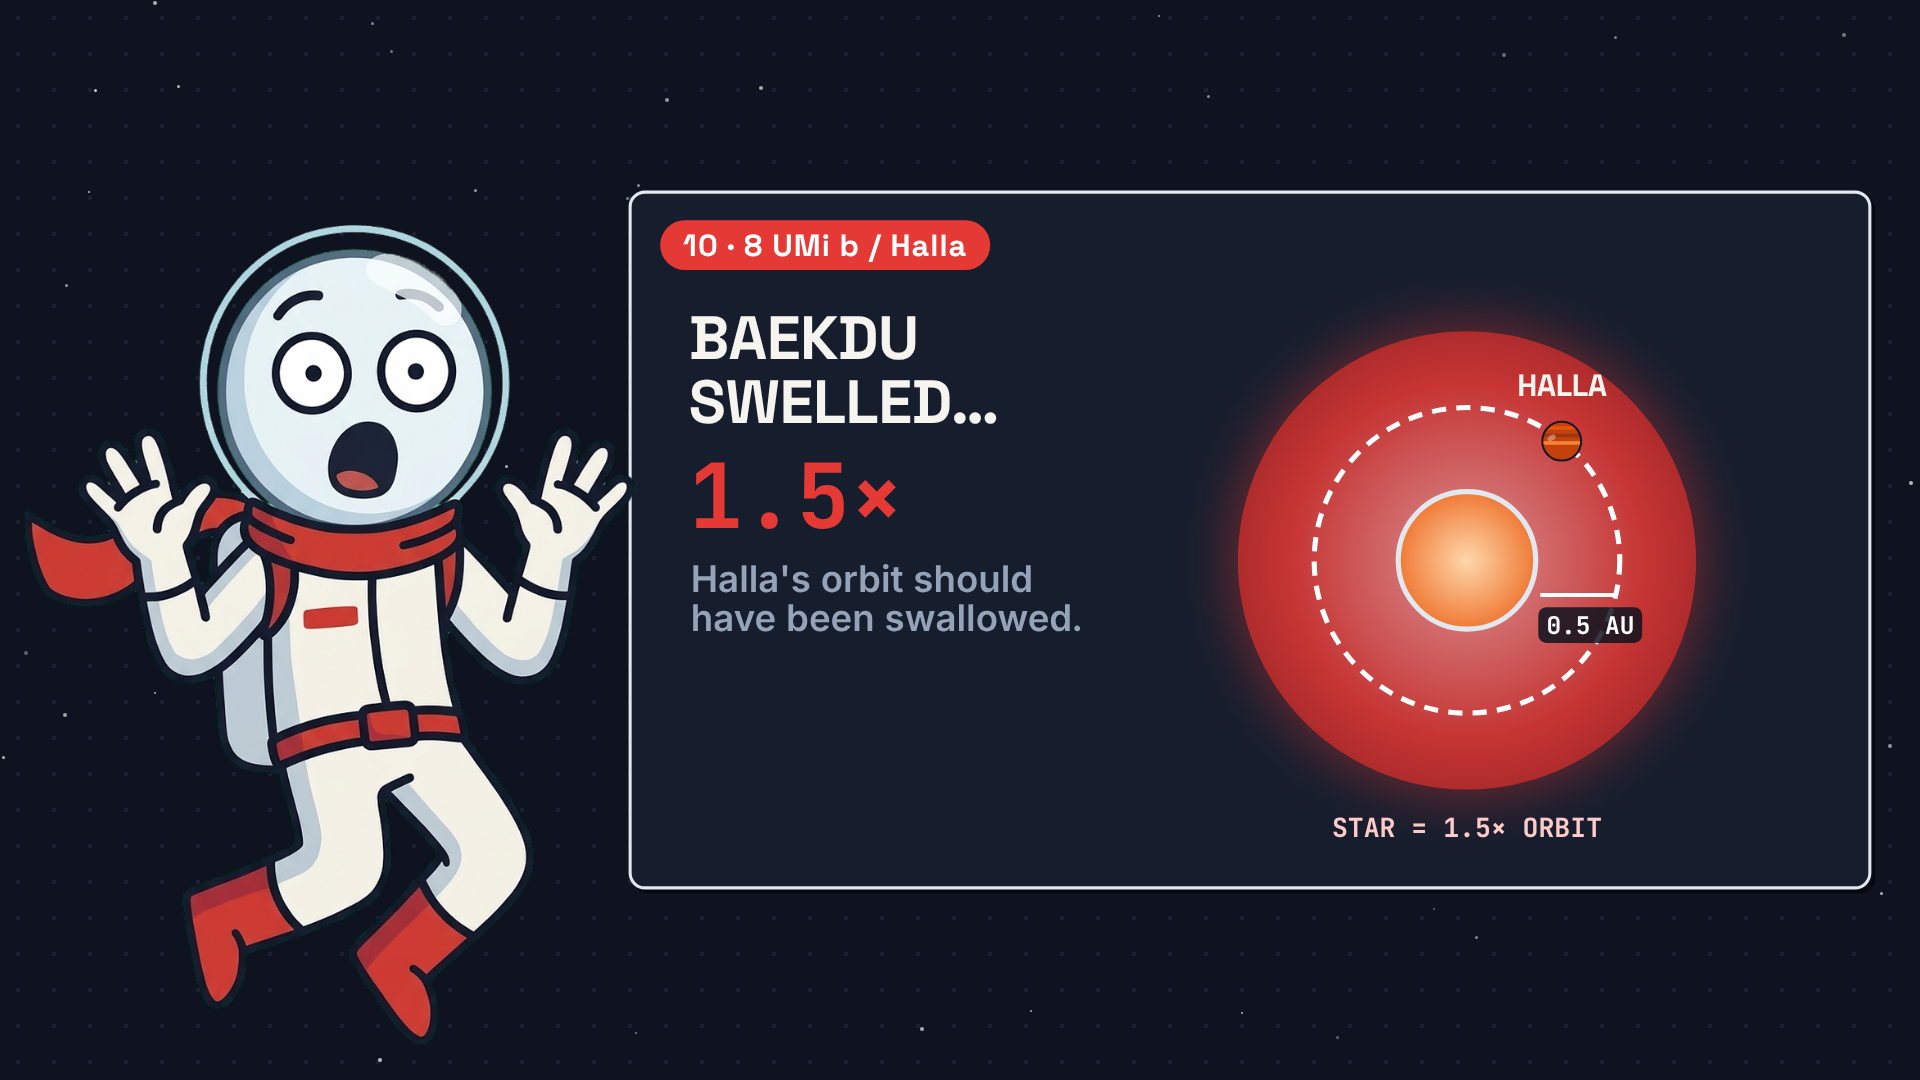 10 · 8 UMi b / Halla
BAEKDU
SWELLED...
1.5×
Halla's orbit should
have been swallowed.
HALLA
0.5 AU
STAR = 1.5× ORBIT